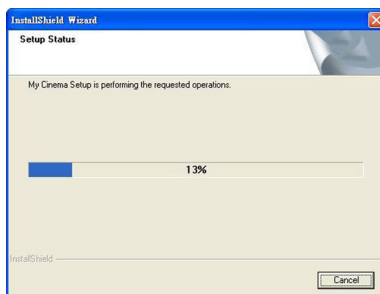 InstallShield Wizard
Setup Status
My Cinema Setup is performing the requested operations.
13%
InstallShield
Cancel